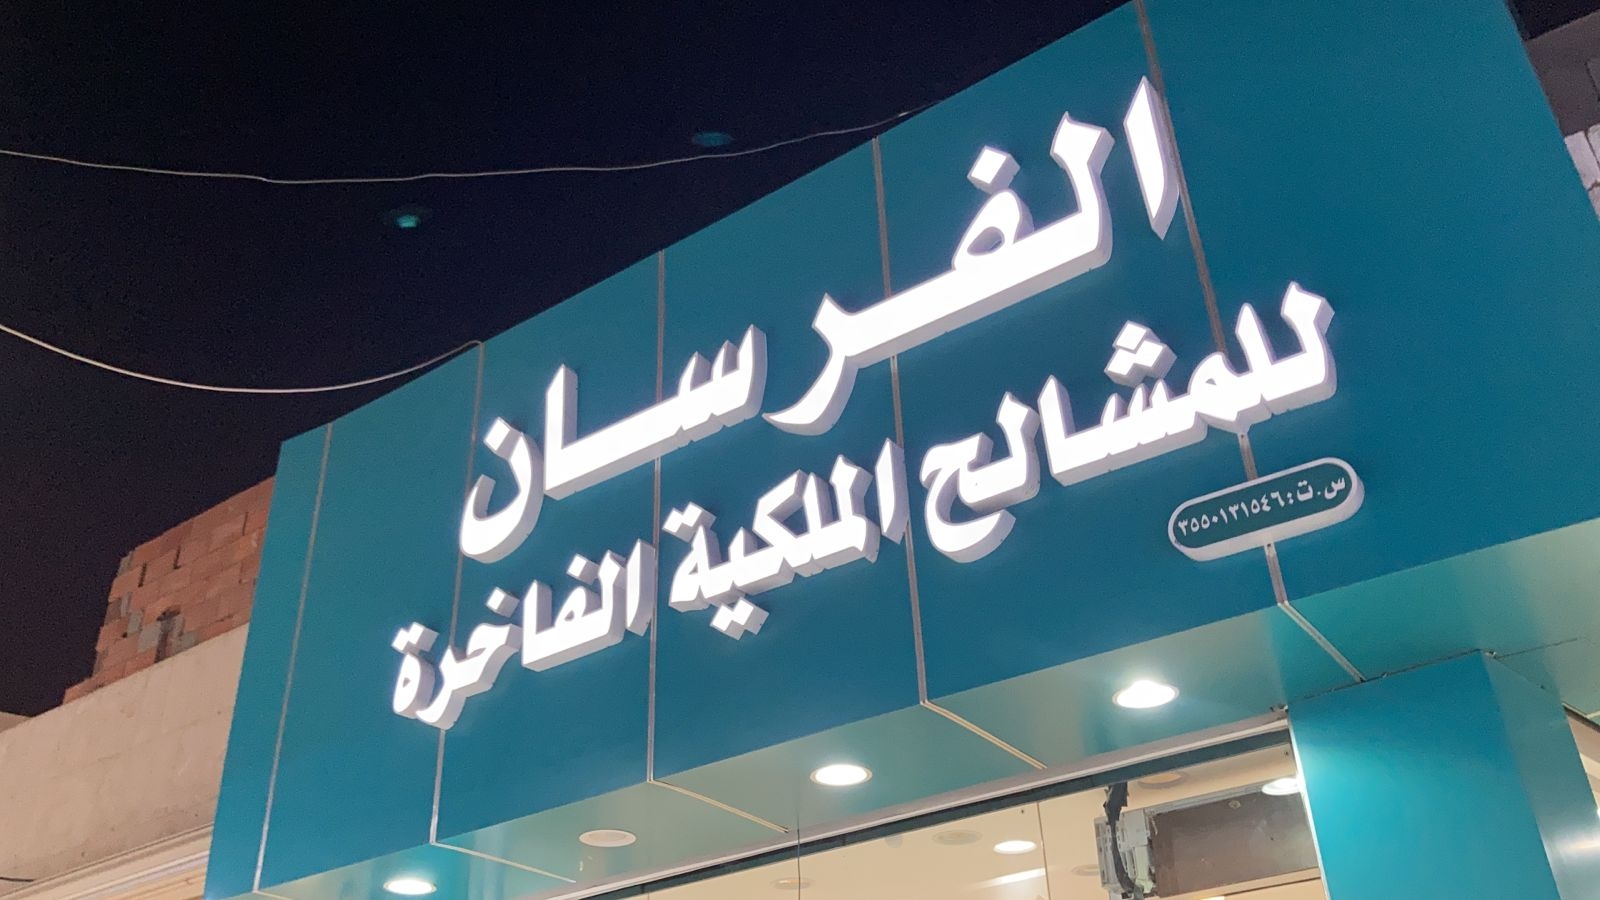 الفرسان
للمشالح الملكية الفاخرة
س.ت: ٣٥٥٠١٣١٥٤٦